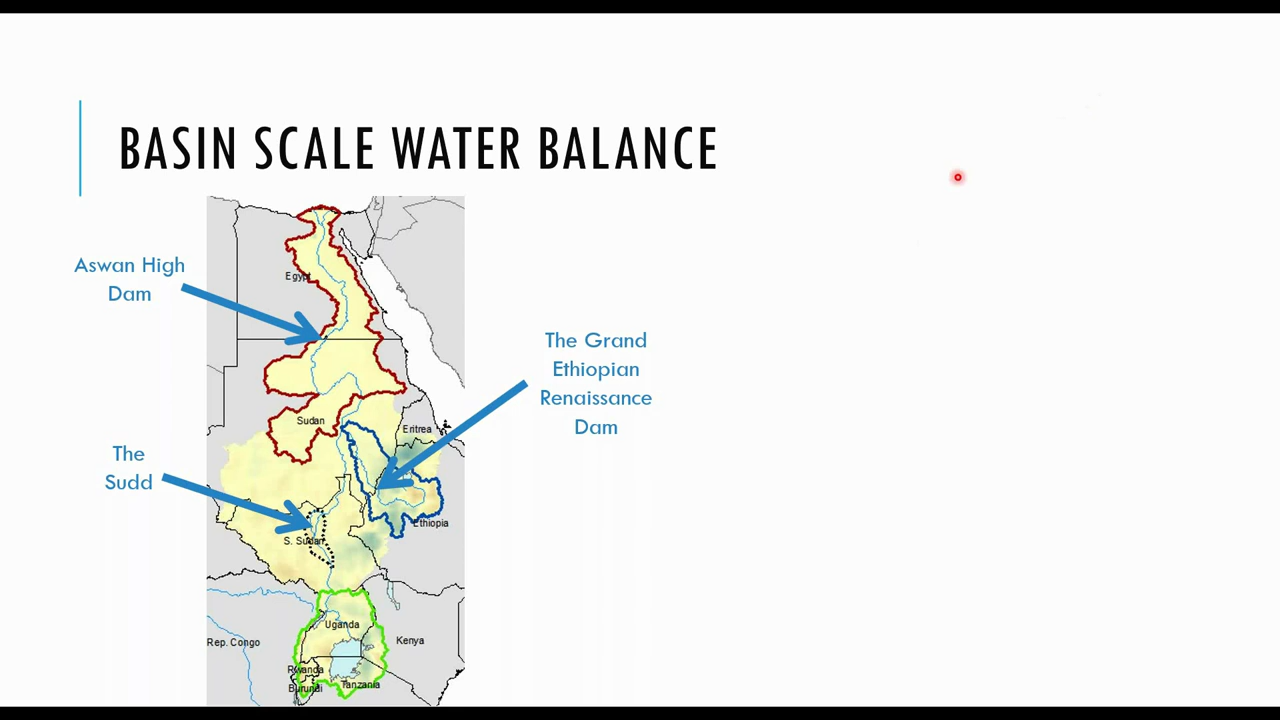 BASIN SCALE WATER BALANCE
Aswan High
Dam
Egypt
The Grand
Ethiopian
Renaissance
Dam
Sudan
Eritrea
The
Sudd
Ethiopia
S. Sudan
Uganda
Rep. Congo
Kenya
Rwanda
Burundi
Tanzania